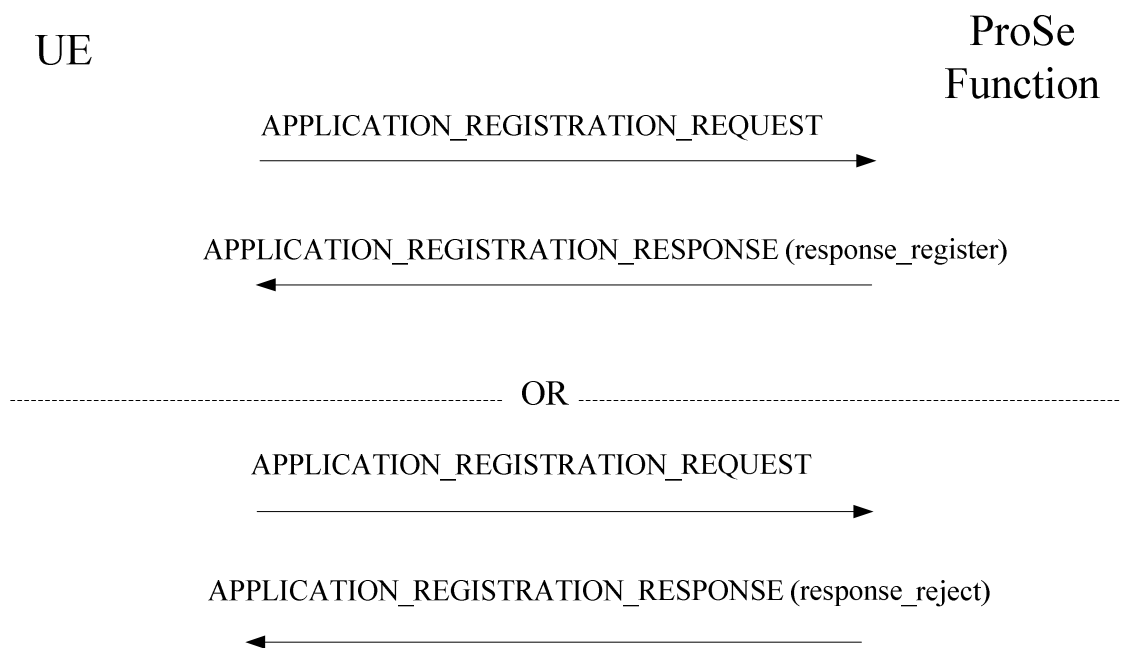 UE
ProSe
Function
APPLICATION_REGISTRATION_REQUEST
APPLICATION_REGISTRATION_RESPONSE (response_register)
OR
APPLICATION_REGISTRATION_REQUEST
APPLICATION_REGISTRATION_RESPONSE (response_reject)